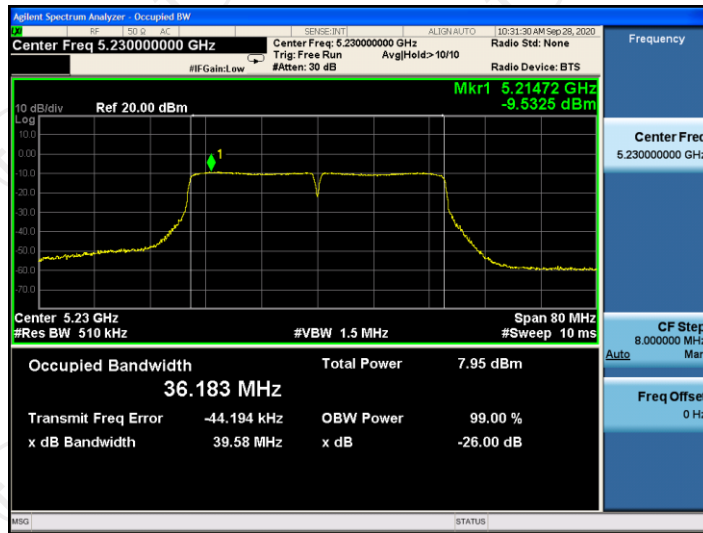 Agilent Spectrum Analyzer - Occupied BW
RF 50 Ω AC SENSE:INT ALIGN AUTO 10:31:30 AM Sep 28, 2020
Center Freq 5.230000000 GHz
Center Freq: 5.230000000 GHz Radio Std: None
Trig: Free Run Avg|Hold:> 10/10
#IFGain:Low #Atten: 30 dB Radio Device: BTS
Mkr1 5.21472 GHz
-9.5325 dBm
10 dB/div Ref 20.00 dBm
Log
10.0
0.00
-10.0
-20.0
-30.0
-40.0
-50.0
-60.0
-70.0
1
Center 5.23 GHz Span 80 MHz
#Res BW 510 kHz #VBW 1.5 MHz #Sweep 10 ms
Occupied Bandwidth Total Power 7.95 dBm
36.183 MHz
Transmit Freq Error -44.194 kHz OBW Power 99.00 %
x dB Bandwidth 39.58 MHz x dB -26.00 dB
MSG STATUS
Frequency
Center Freq
5.230000000 GHz
CF Step
8.000000 MHz
Auto Man
Freq Offset
0 Hz